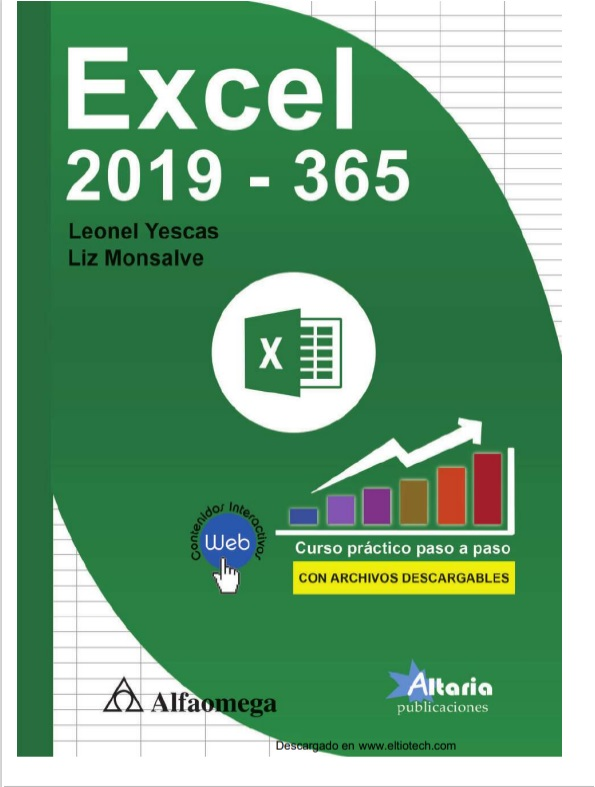 Excel
2019 - 365
Leonel Yescas
Liz Monsalve
X
Contenidos Interactivos
Web
Curso práctico paso a paso
CON ARCHIVOS DESCARGABLES
Alfaomega
Altaria
publicaciones
Descargado en www.eltiotech.com